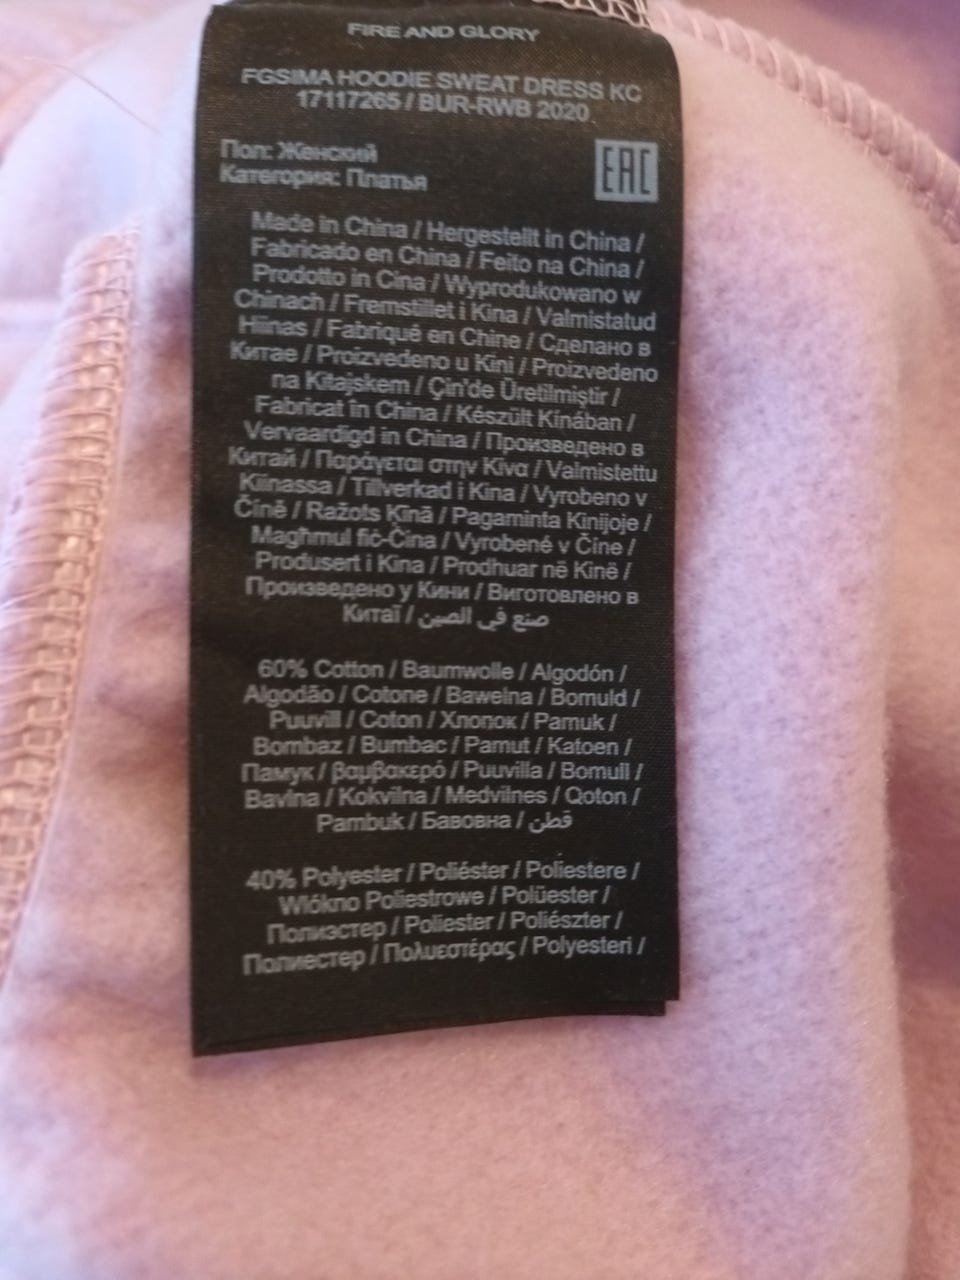 FIRE AND GLORY
FGSIMA HOODIE SWEAT DRESS KC
17117265 / BUR-RWB 2020
Пол: Женский
Категория: Платья
EAC
Made in China / Hergestellt in China /
Fabricado en China / Feito na China /
Prodotto in Cina / Wyprodukowano w
Chinach / Fremstillet i Kina / Valmistatud
Hiinas / Fabriqué en Chine / Сделано в
Китае / Proizvedeno u Kini / Proizvedeno
na Kitajskem / Çin'de Üretilmiştir /
Fabricat în China / Készült Kínában /
Vervaardigd in China / Произведено в
Китай / Παράγεται στην Κίνα / Valmistettu
Kiinassa / Tillverkad i Kina / Vyrobeno v
Číně / Ražots Ķīnā / Pagaminta Kinijoje /
Magħmul fiċ-Ċina / Vyrobené v Číne /
Produsert i Kina / Prodhuar në Kinë /
Произведено у Кини / Виготовлено в
Китаї / صنع في الصين
60% Cotton / Baumwolle / Algodón /
Algodão / Cotone / Bawełna / Bomuld /
Puuvill / Coton / Хлопок / Pamuk /
Bombaž / Bumbac / Pamut / Katoen /
Памук / βαμβακερό / Puuvilla / Bomull /
Bavlna / Kokvilna / Medvilnės / Qoton /
Pambuk / Бавовна / قطن
40% Polyester / Poliéster / Poliestere /
Włókno Poliestrowe / Polüester /
Полиэстер / Poliester / Poliészter /
Полиестер / Πολυεστέρας / Polyesteri /